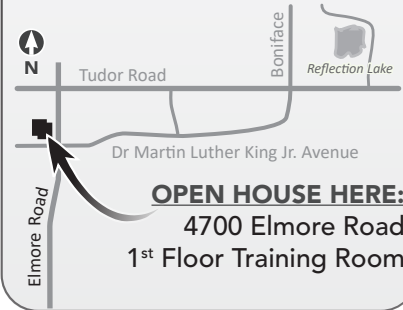 Boniface
Reflection Lake
N
Tudor Road
Dr Martin Luther King Jr. Avenue
Elmore Road
OPEN HOUSE HERE:
4700 Elmore Road
1st Floor Training Room